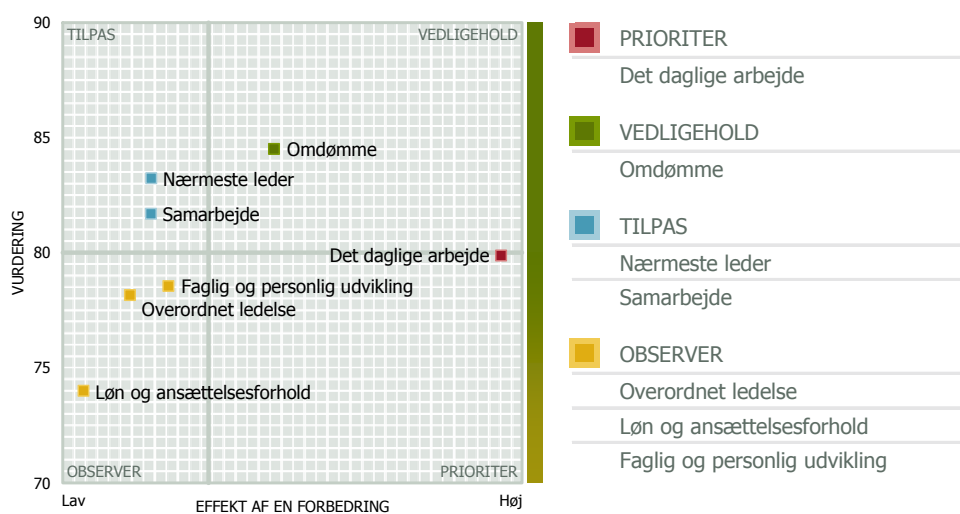 90
TILPAS
VEDLIGEHOLD
85
Omdømme
Nærmeste leder
Samarbejde
80
Det daglige arbejde
Faglig og personlig udvikling
Overordnet ledelse
75
Løn og ansættelsesforhold
OBSERVER
PRIORITER
70
VURDERING
Lav
EFFEKT AF EN FORBEDRING
Høj
PRIORITER
Det daglige arbejde
VEDLIGEHOLD
Omdømme
TILPAS
Nærmeste leder
Samarbejde
OBSERVER
Overordnet ledelse
Løn og ansættelsesforhold
Faglig og personlig udvikling